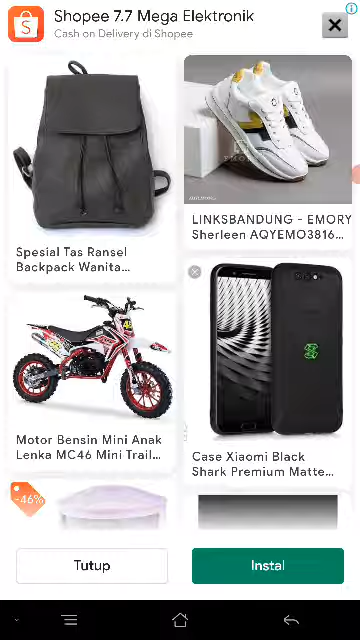 Shopee 7.7 Mega Elektronik
Cash on Delivery di Shopee
Spesial Tas Ransel
Backpack Wanita...
LINKSBANDUNG - EMORY
Sherleen AQYEMO3816...
Motor Bensin Mini Anak
Lenka MC46 Mini Trail...
Case Xiaomi Black
Shark Premium Matte...
-46%
Tutup
Instal